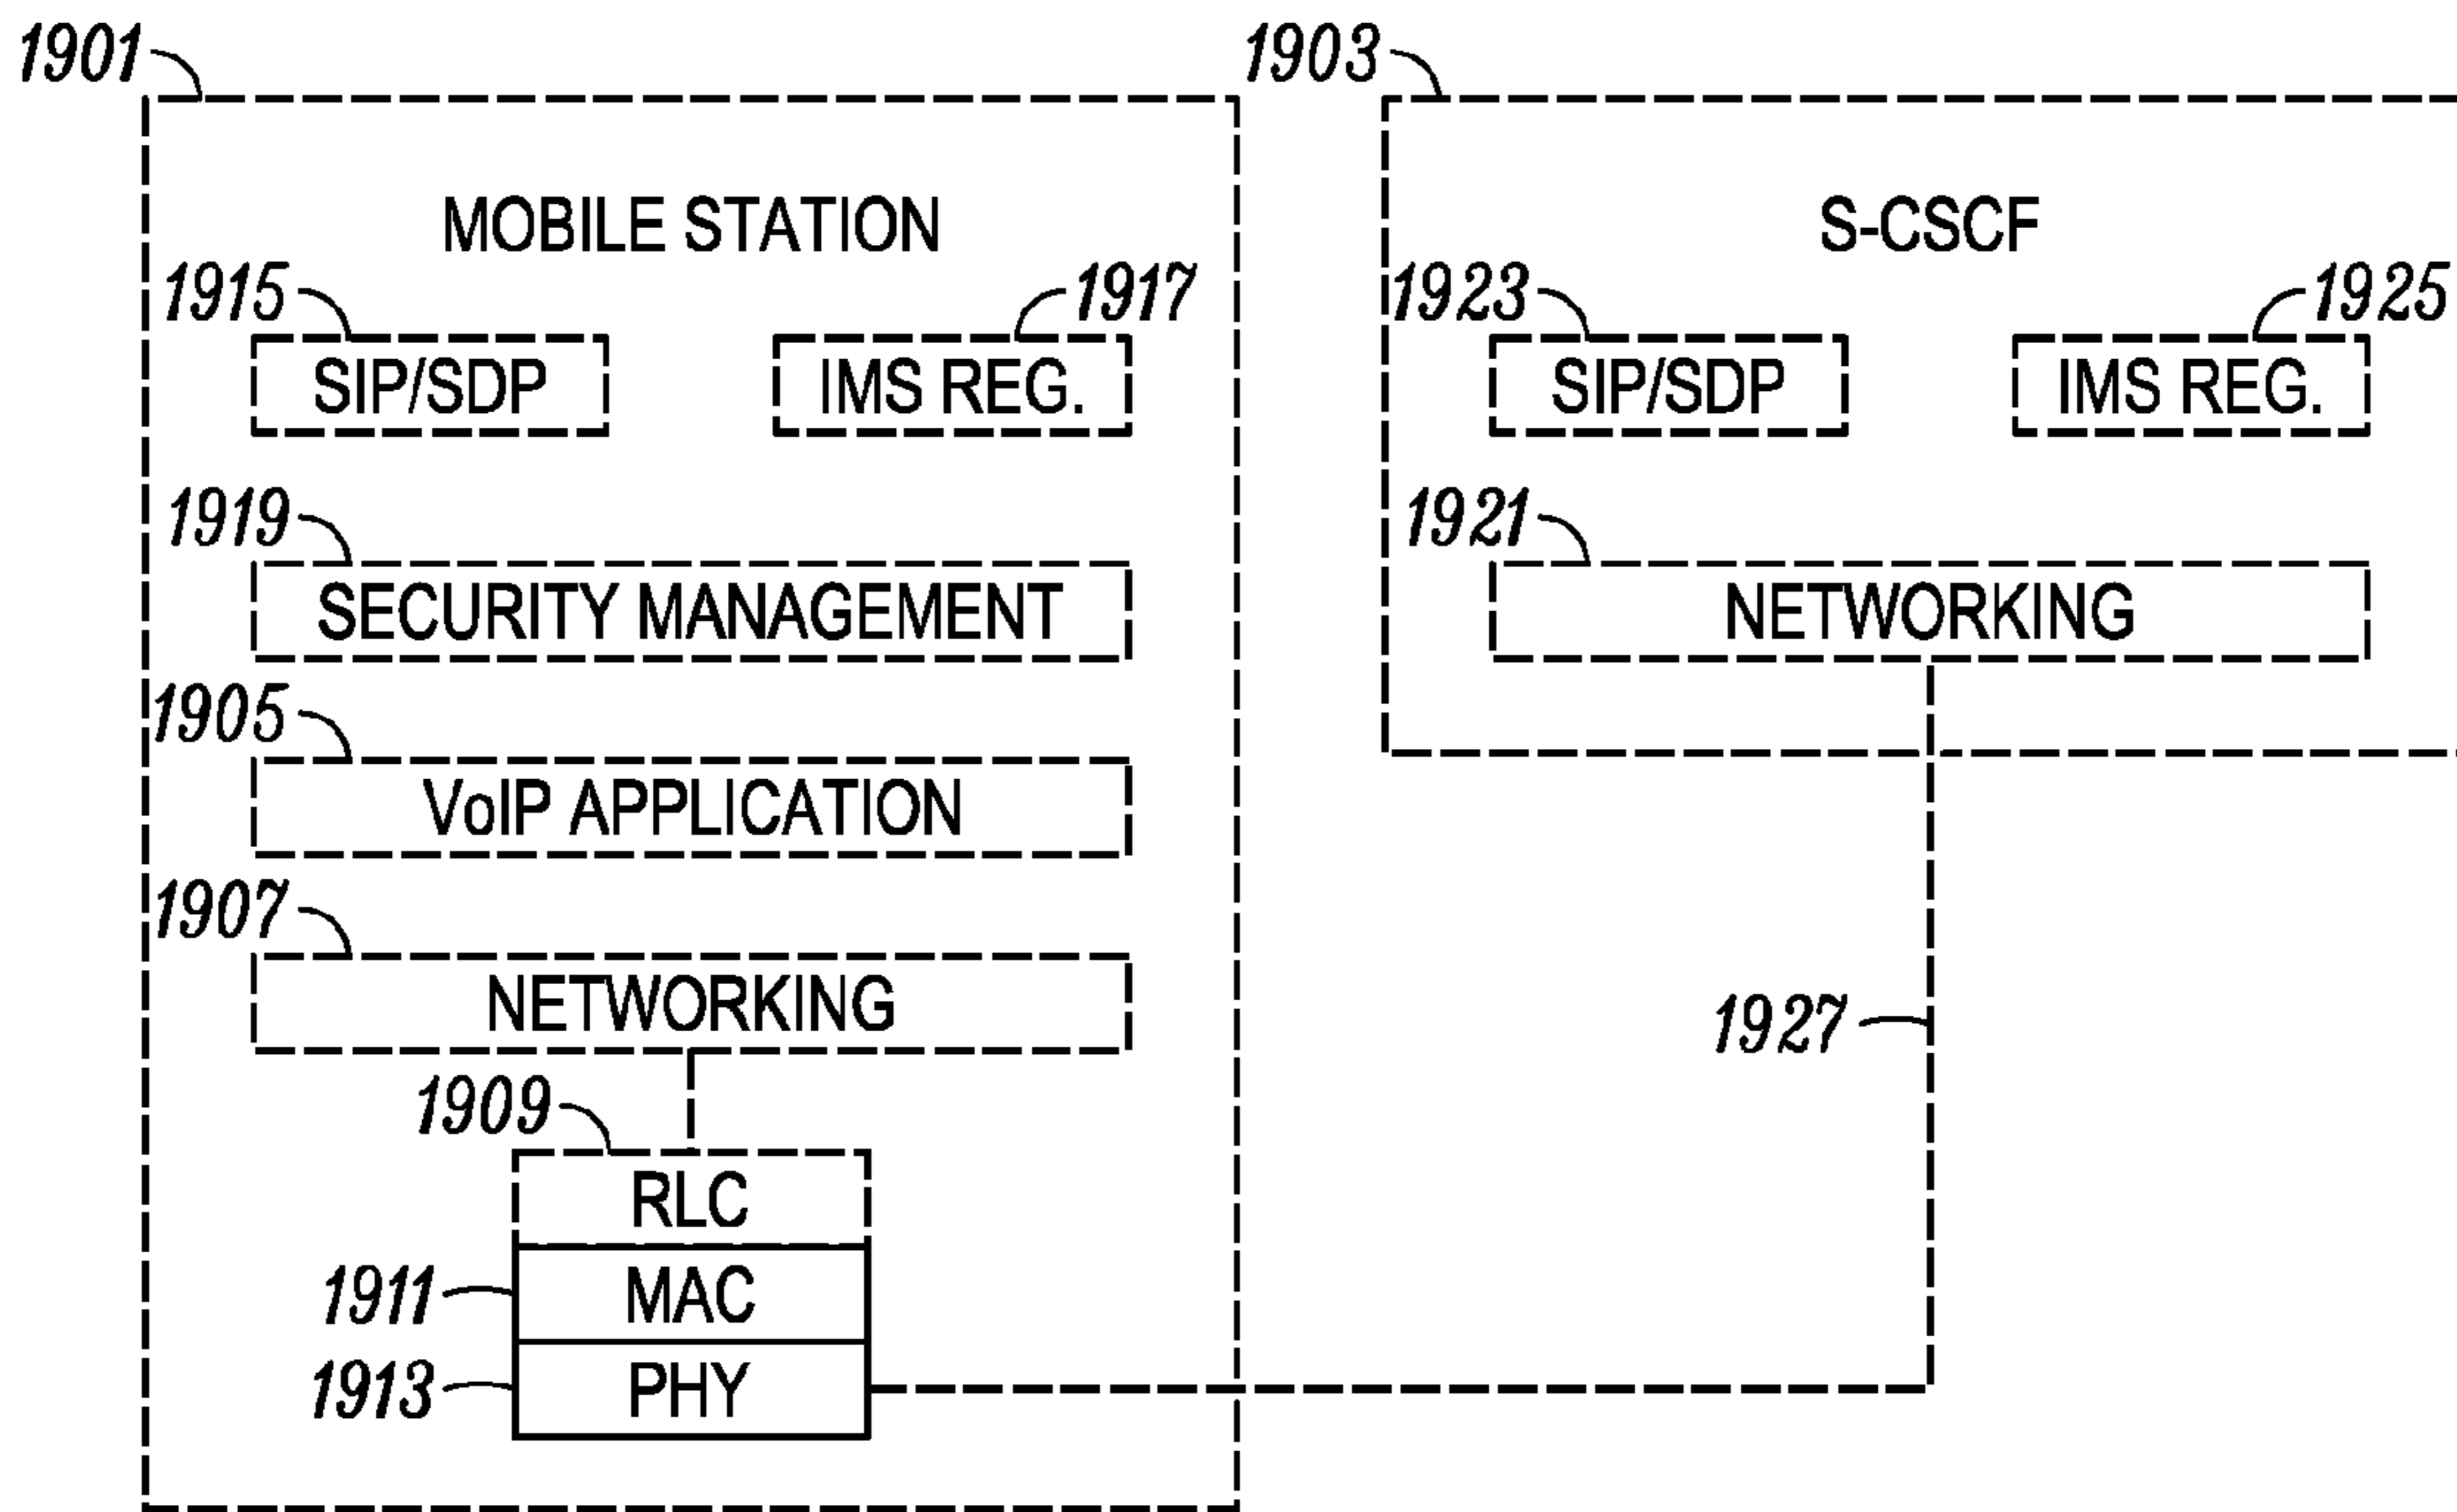 1901
1903
MOBILE STATION
S-CSCF
1915
1917
1923
1925
SIP/SDP
IMS REG.
SIP/SDP
IMS REG.
1919
1921
SECURITY MANAGEMENT
NETWORKING
1905
VoIP APPLICATION
1907
NETWORKING
1927
1909
RLC
1911
MAC
1913
PHY